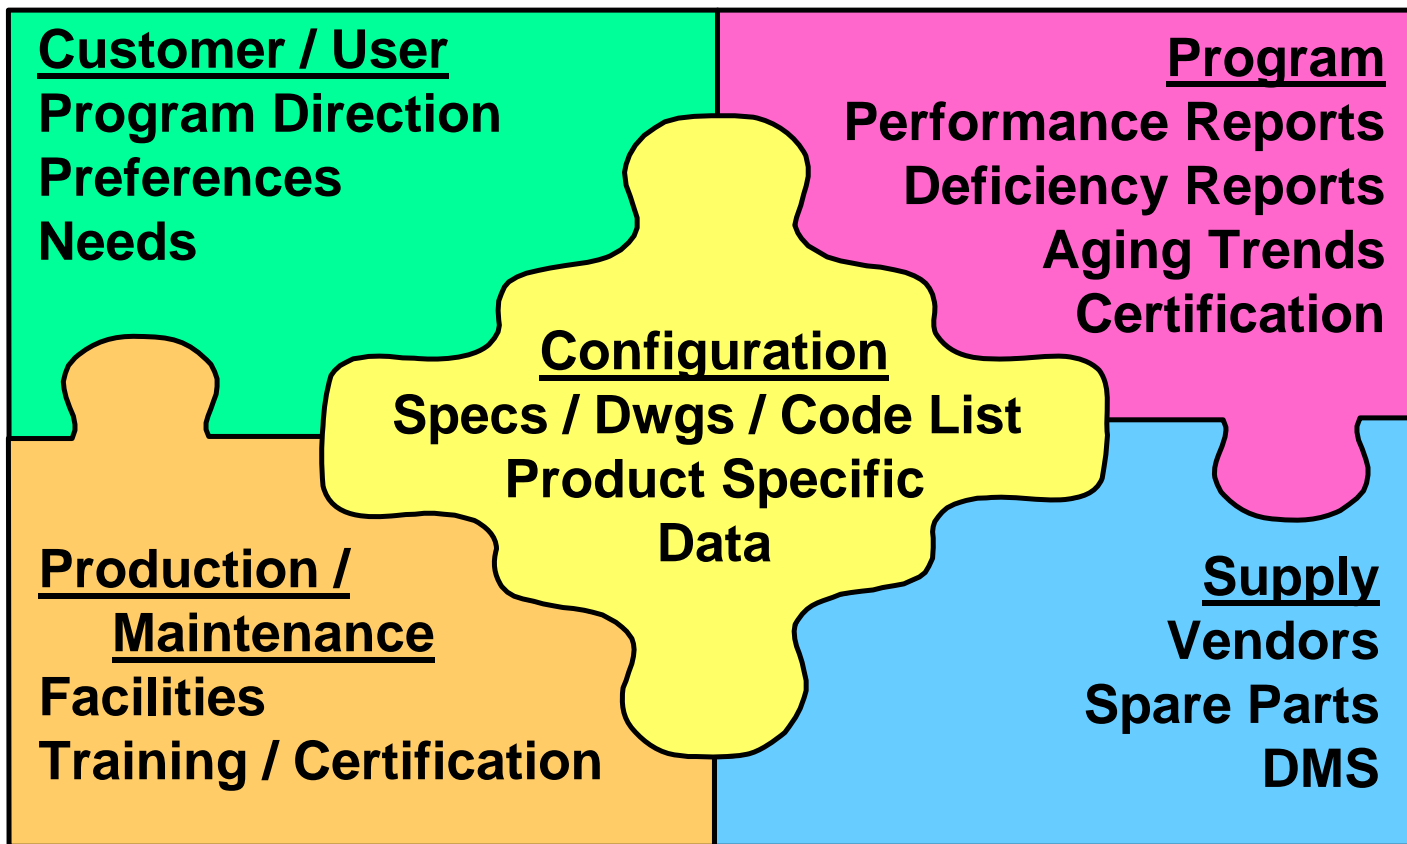 Customer / User
Program Direction
Preferences
Needs
Program
Performance Reports
Deficiency Reports
Aging Trends
Certification
Configuration
Specs / Dwgs / Code List
Product Specific
Data
Production /
Maintenance
Facilities
Training / Certification
Supply
Vendors
Spare Parts
DMS